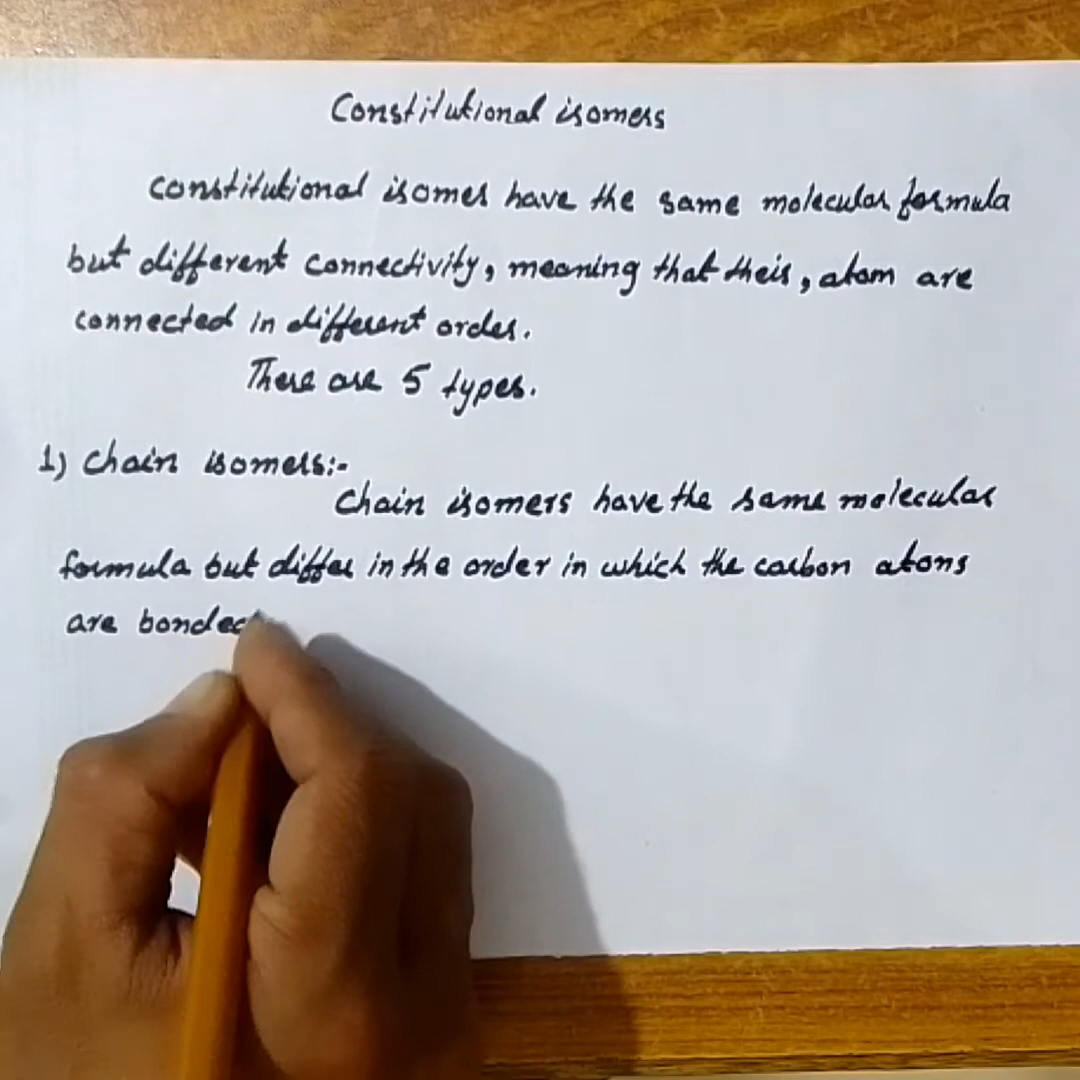 Constitutional isomers
constitutional isomes have the same molecular formula
but different connectivity, meaning that their, atom are
connected in different order.
There are 5 types.
1) Chain isomers:-
Chain isomers have the same molecular
formula but differ in the order in which the carbon atons
are bonded